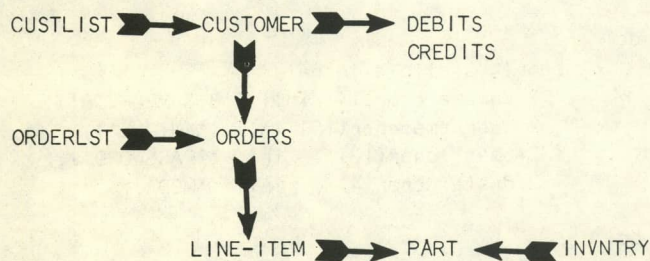 CUSTLIST CUSTOMER DEBITS
CREDITS
ORDERLST ORDERS
LINE-ITEM PART INVNTRY